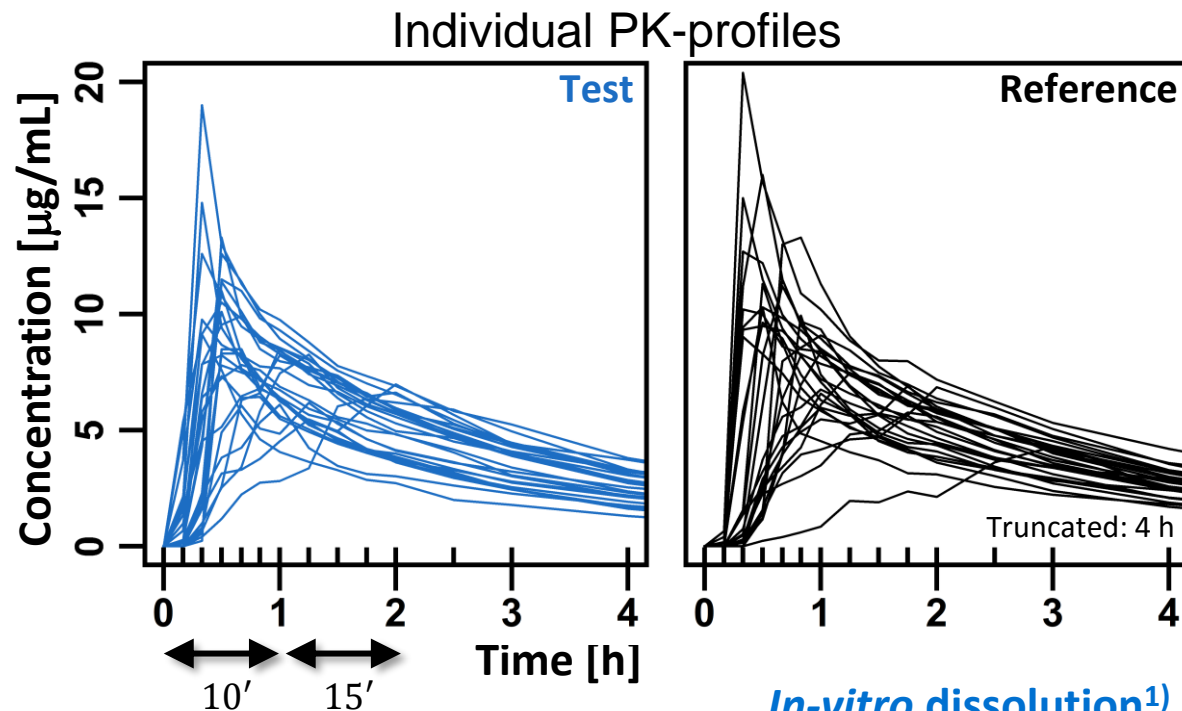 Individual PK-profiles
Test
Reference
Concentration [µg/mL]
20
15
10
5
0
Truncated: 4 h
0 1 2 3 4
0 1 2 3 4
Time [h]
10′ 15′
In-vitro dissolution1)